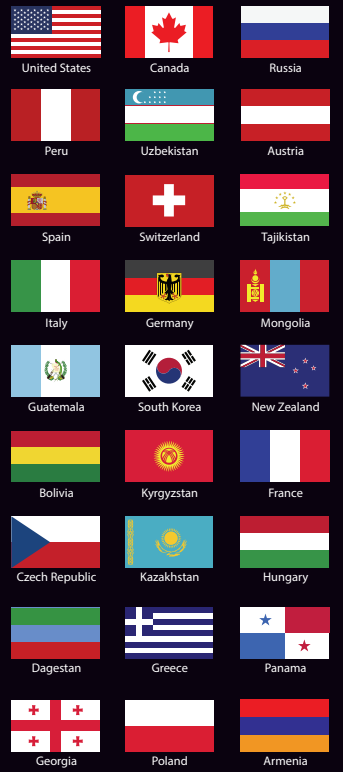 United States Canada Russia
Peru Uzbekistan Austria
Spain Switzerland Tajikistan
Italy Germany Mongolia
Guatemala South Korea New Zealand
Bolivia Kyrgyzstan France
Czech Republic Kazakhstan Hungary
Dagestan Greece Panama
Georgia Poland Armenia